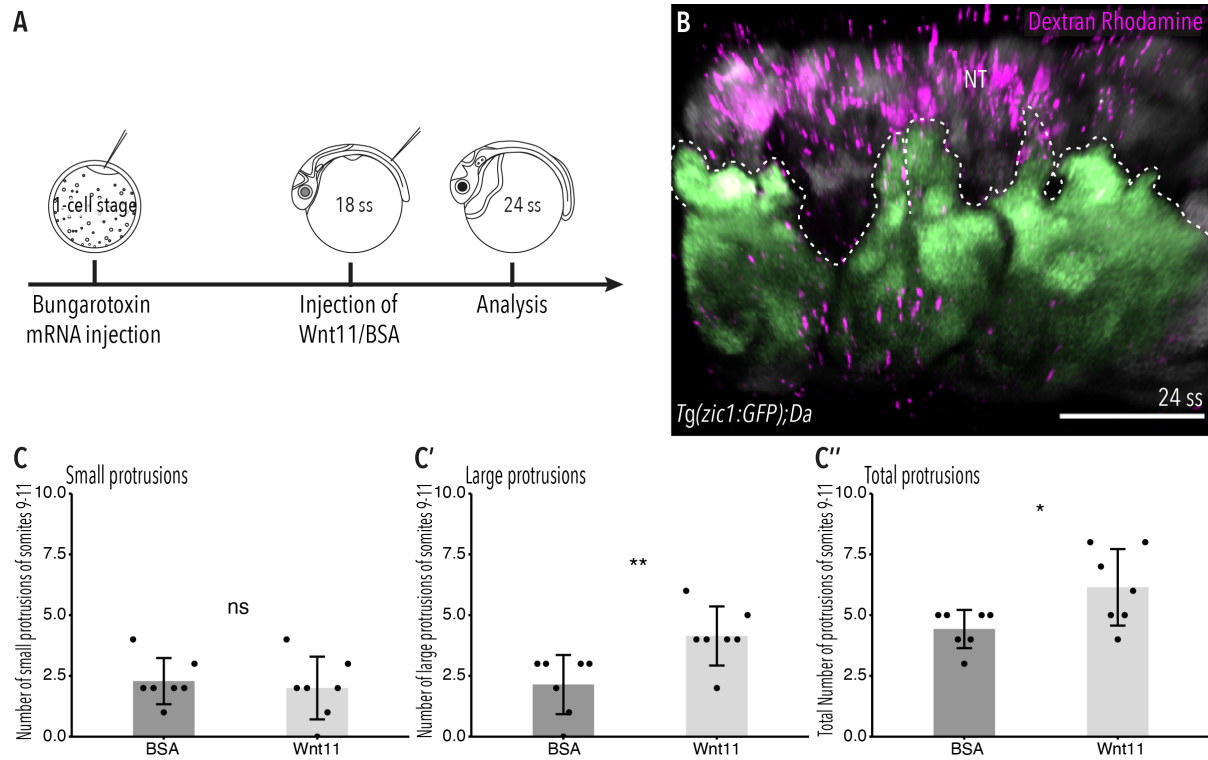 A
1-cell stage
18 ss
24 ss
Bungarotoxin
mRNA injection
Injection of
Wnt11/BSA
Analysis
B
Dextran Rhodamine
NT
24 ss
Tg(zic1:GFP);Da
C
Small protrusions
Number of small protrusions of somites 9-11
10.0
7.5
5.0
2.5
0.0
ns
BSA
Wnt11
C'
Large protrusions
Number of large protrusions of somites 9-11
10.0
7.5
5.0
2.5
0.0
**
BSA
Wnt11
C''
Total protrusions
Total Number of protrusions of somites 9-11
10.0
7.5
5.0
2.5
0.0
*
BSA
Wnt11